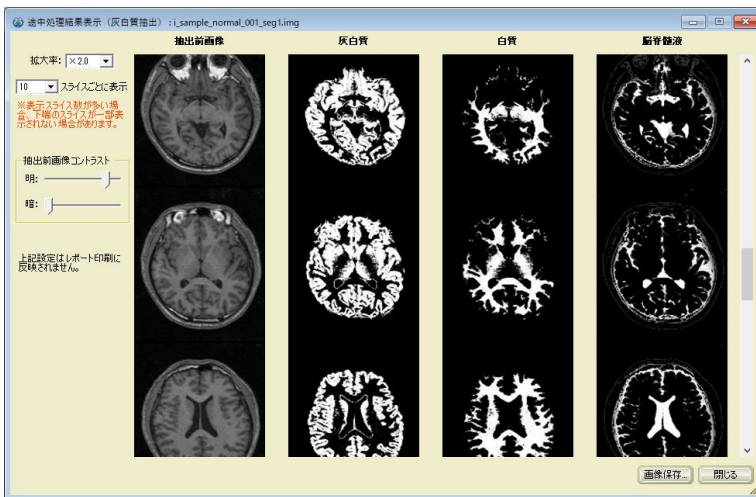 途中処理結果表示（灰白質抽出）：i_sample_normal_001_seg1.img
抽出前画像
灰白質
白質
脳脊髄液
拡大率: ×2.0
10 スライスごとに表示
※表示スライス数が多い場
合、下端のスライスが一部表
示されない場合があります。
抽出前画像コントラスト
明:
暗:
上記設定はレポート印刷に
反映されません。
画像保存...
閉じる